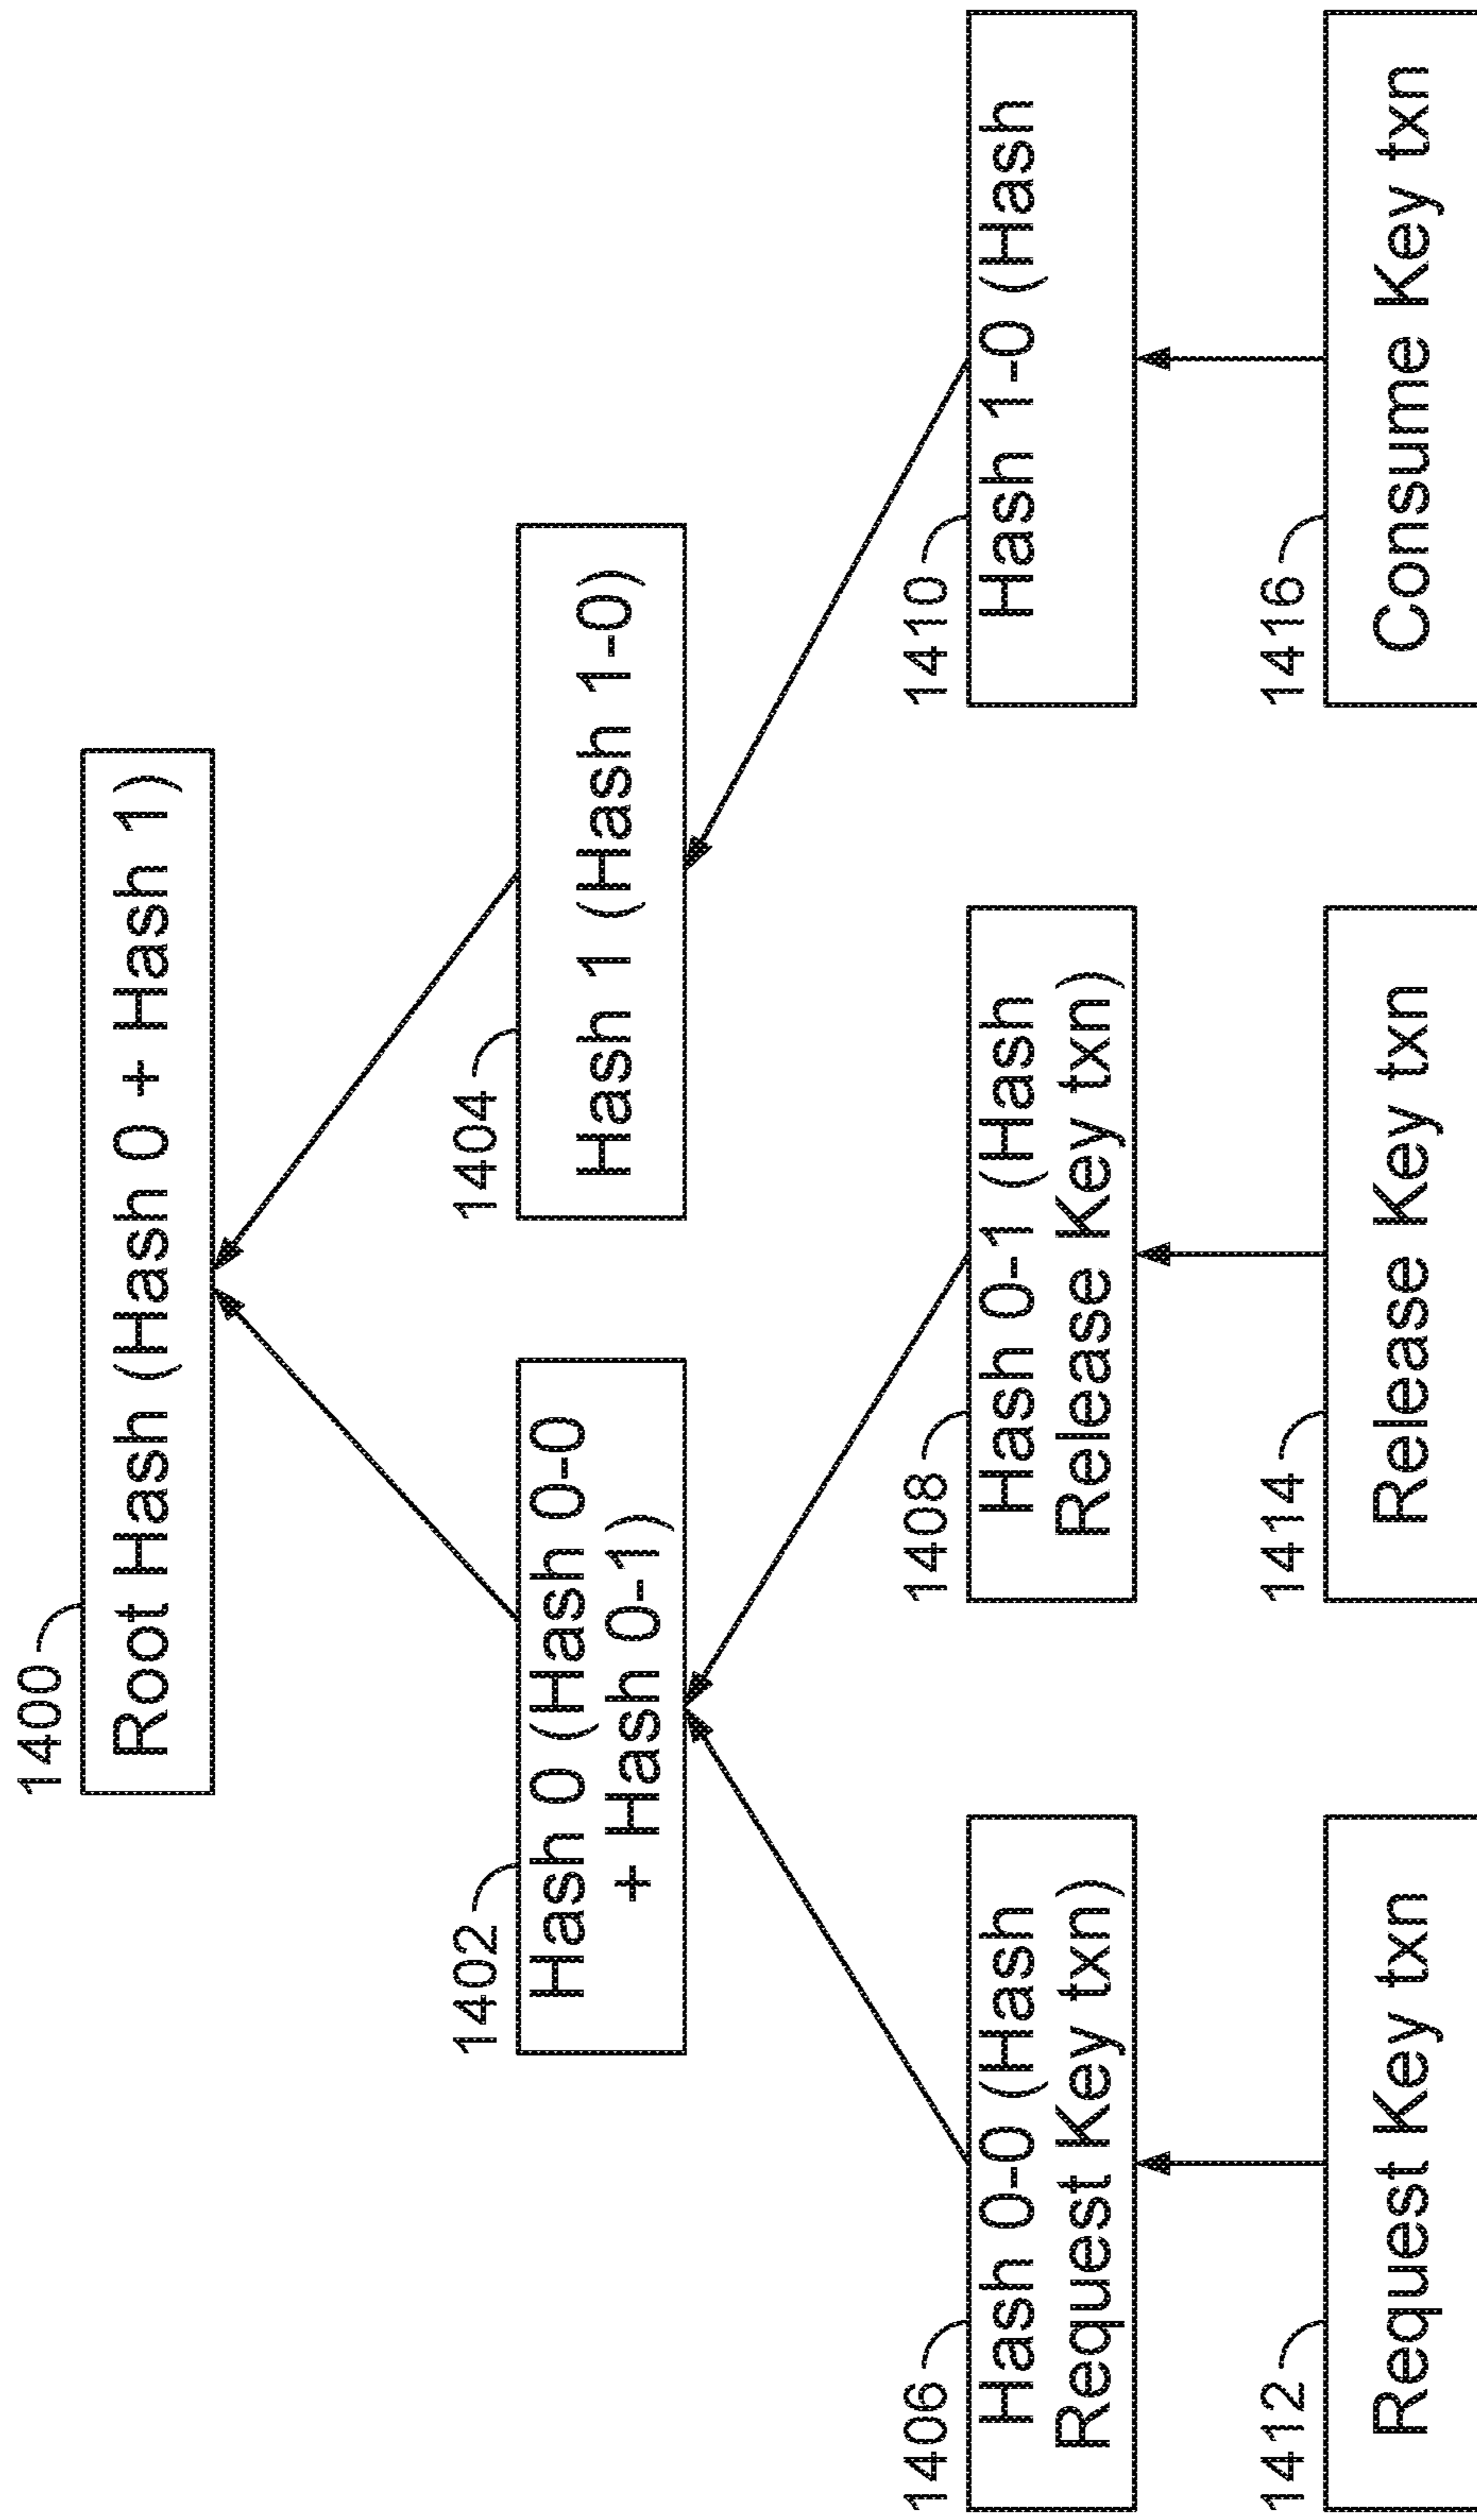 1400
Root Hash (Hash 0 + Hash 1)
1402
Hash 0 (Hash 0-0
+ Hash 0-1)
1404
Hash 1 (Hash 1-0)
1406
Hash 0-0 (Hash
Request Key txn)
1408
Hash 0-1 (Hash
Release Key txn)
1410
Hash 1-0 (Hash
1412
Request Key txn
1414
Release Key txn
1416
Consume Key txn